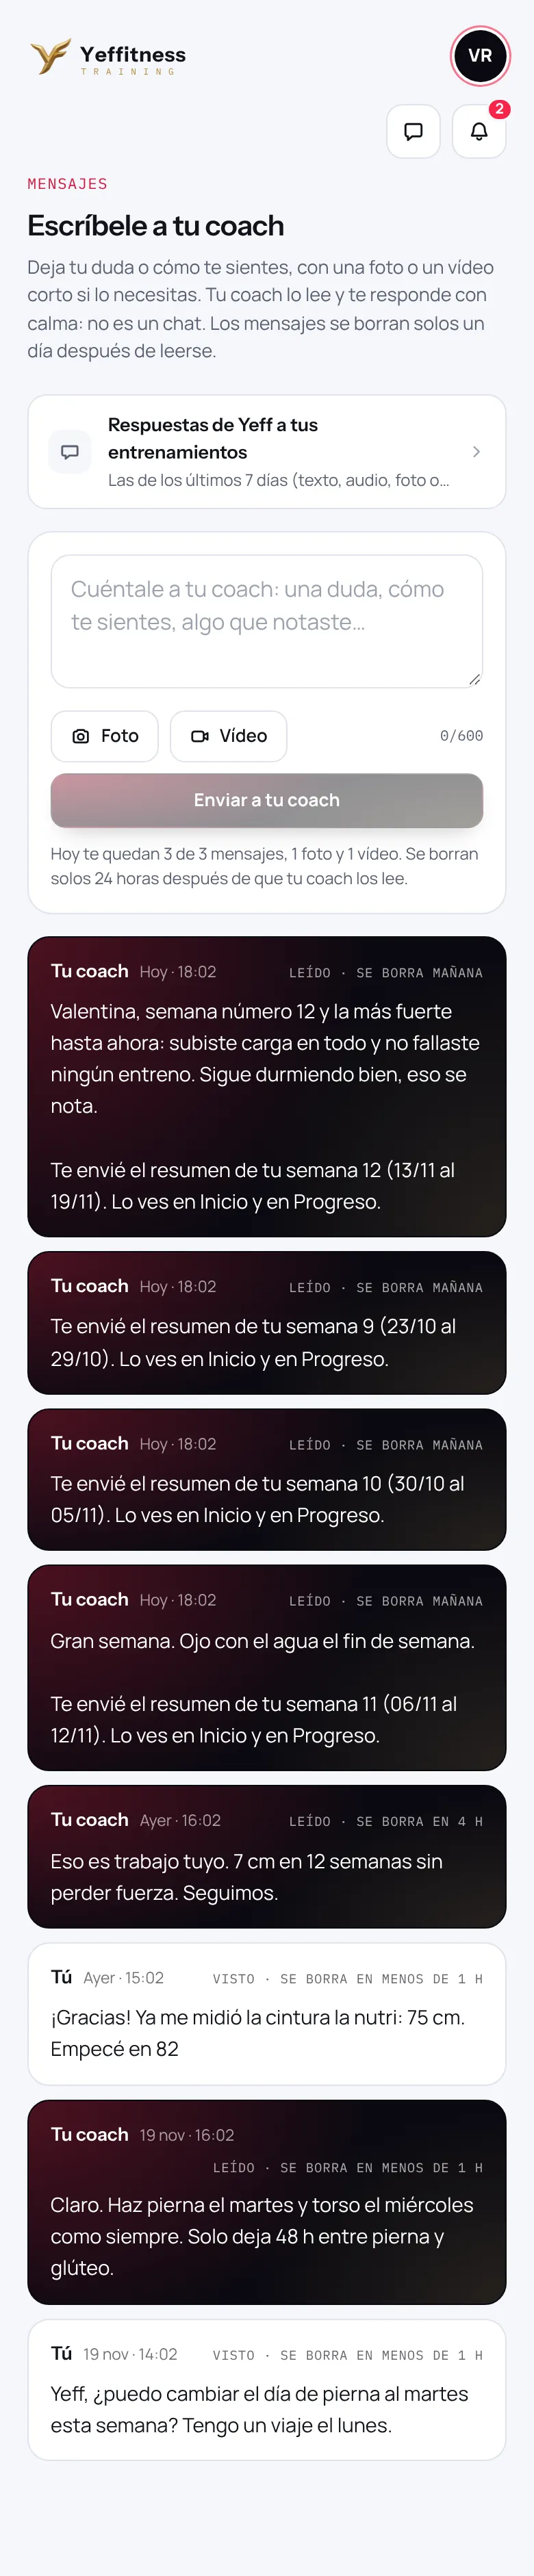 Yeffitness
TRAINING
VR
2
MENSAJES
Escríbele a tu coach
Deja tu duda o cómo te sientes, con una foto o un vídeo
corto si lo necesitas. Tu coach lo lee y te responde con
calma: no es un chat. Los mensajes se borran solos un
día después de leerse.
Respuestas de Yeff a tus
entrenamientos
Las de los últimos 7 días (texto, audio, foto o...
Cuéntale a tu coach: una duda, cómo
te sientes, algo que notaste...
Foto
Vídeo
0/600
Enviar a tu coach
Hoy te quedan 3 de 3 mensajes, 1 foto y 1 vídeo. Se borran
solos 24 horas después de que tu coach los lee.
Tu coach Hoy · 18:02 LEÍDO · SE BORRA MAÑANA
Valentina, semana número 12 y la más fuerte
hasta ahora: subiste carga en todo y no fallaste
ningún entreno. Sigue durmiendo bien, eso se
nota.
Te envié el resumen de tu semana 12 (13/11 al
19/11). Lo ves en Inicio y en Progreso.
Tu coach Hoy · 18:02 LEÍDO · SE BORRA MAÑANA
Te envié el resumen de tu semana 9 (23/10 al
29/10). Lo ves en Inicio y en Progreso.
Tu coach Hoy · 18:02 LEÍDO · SE BORRA MAÑANA
Te envié el resumen de tu semana 10 (30/10 al
05/11). Lo ves en Inicio y en Progreso.
Tu coach Hoy · 18:02 LEÍDO · SE BORRA MAÑANA
Gran semana. Ojo con el agua el fin de semana.
Te envié el resumen de tu semana 11 (06/11 al
12/11). Lo ves en Inicio y en Progreso.
Tu coach Ayer · 16:02 LEÍDO · SE BORRA EN 4 H
Eso es trabajo tuyo. 7 cm en 12 semanas sin
perder fuerza. Seguimos.
Tú Ayer · 15:02 VISTO · SE BORRA EN MENOS DE 1 H
¡Gracias! Ya me midió la cintura la nutri: 75 cm.
Empecé en 82
Tu coach 19 nov · 16:02
LEÍDO · SE BORRA EN MENOS DE 1 H
Claro. Haz pierna el martes y torso el miércoles
como siempre. Solo deja 48 h entre pierna y
glúteo.
Tú 19 nov · 14:02 VISTO · SE BORRA EN MENOS DE 1 H
Yeff, ¿puedo cambiar el día de pierna al martes
esta semana? Tengo un viaje el lunes.